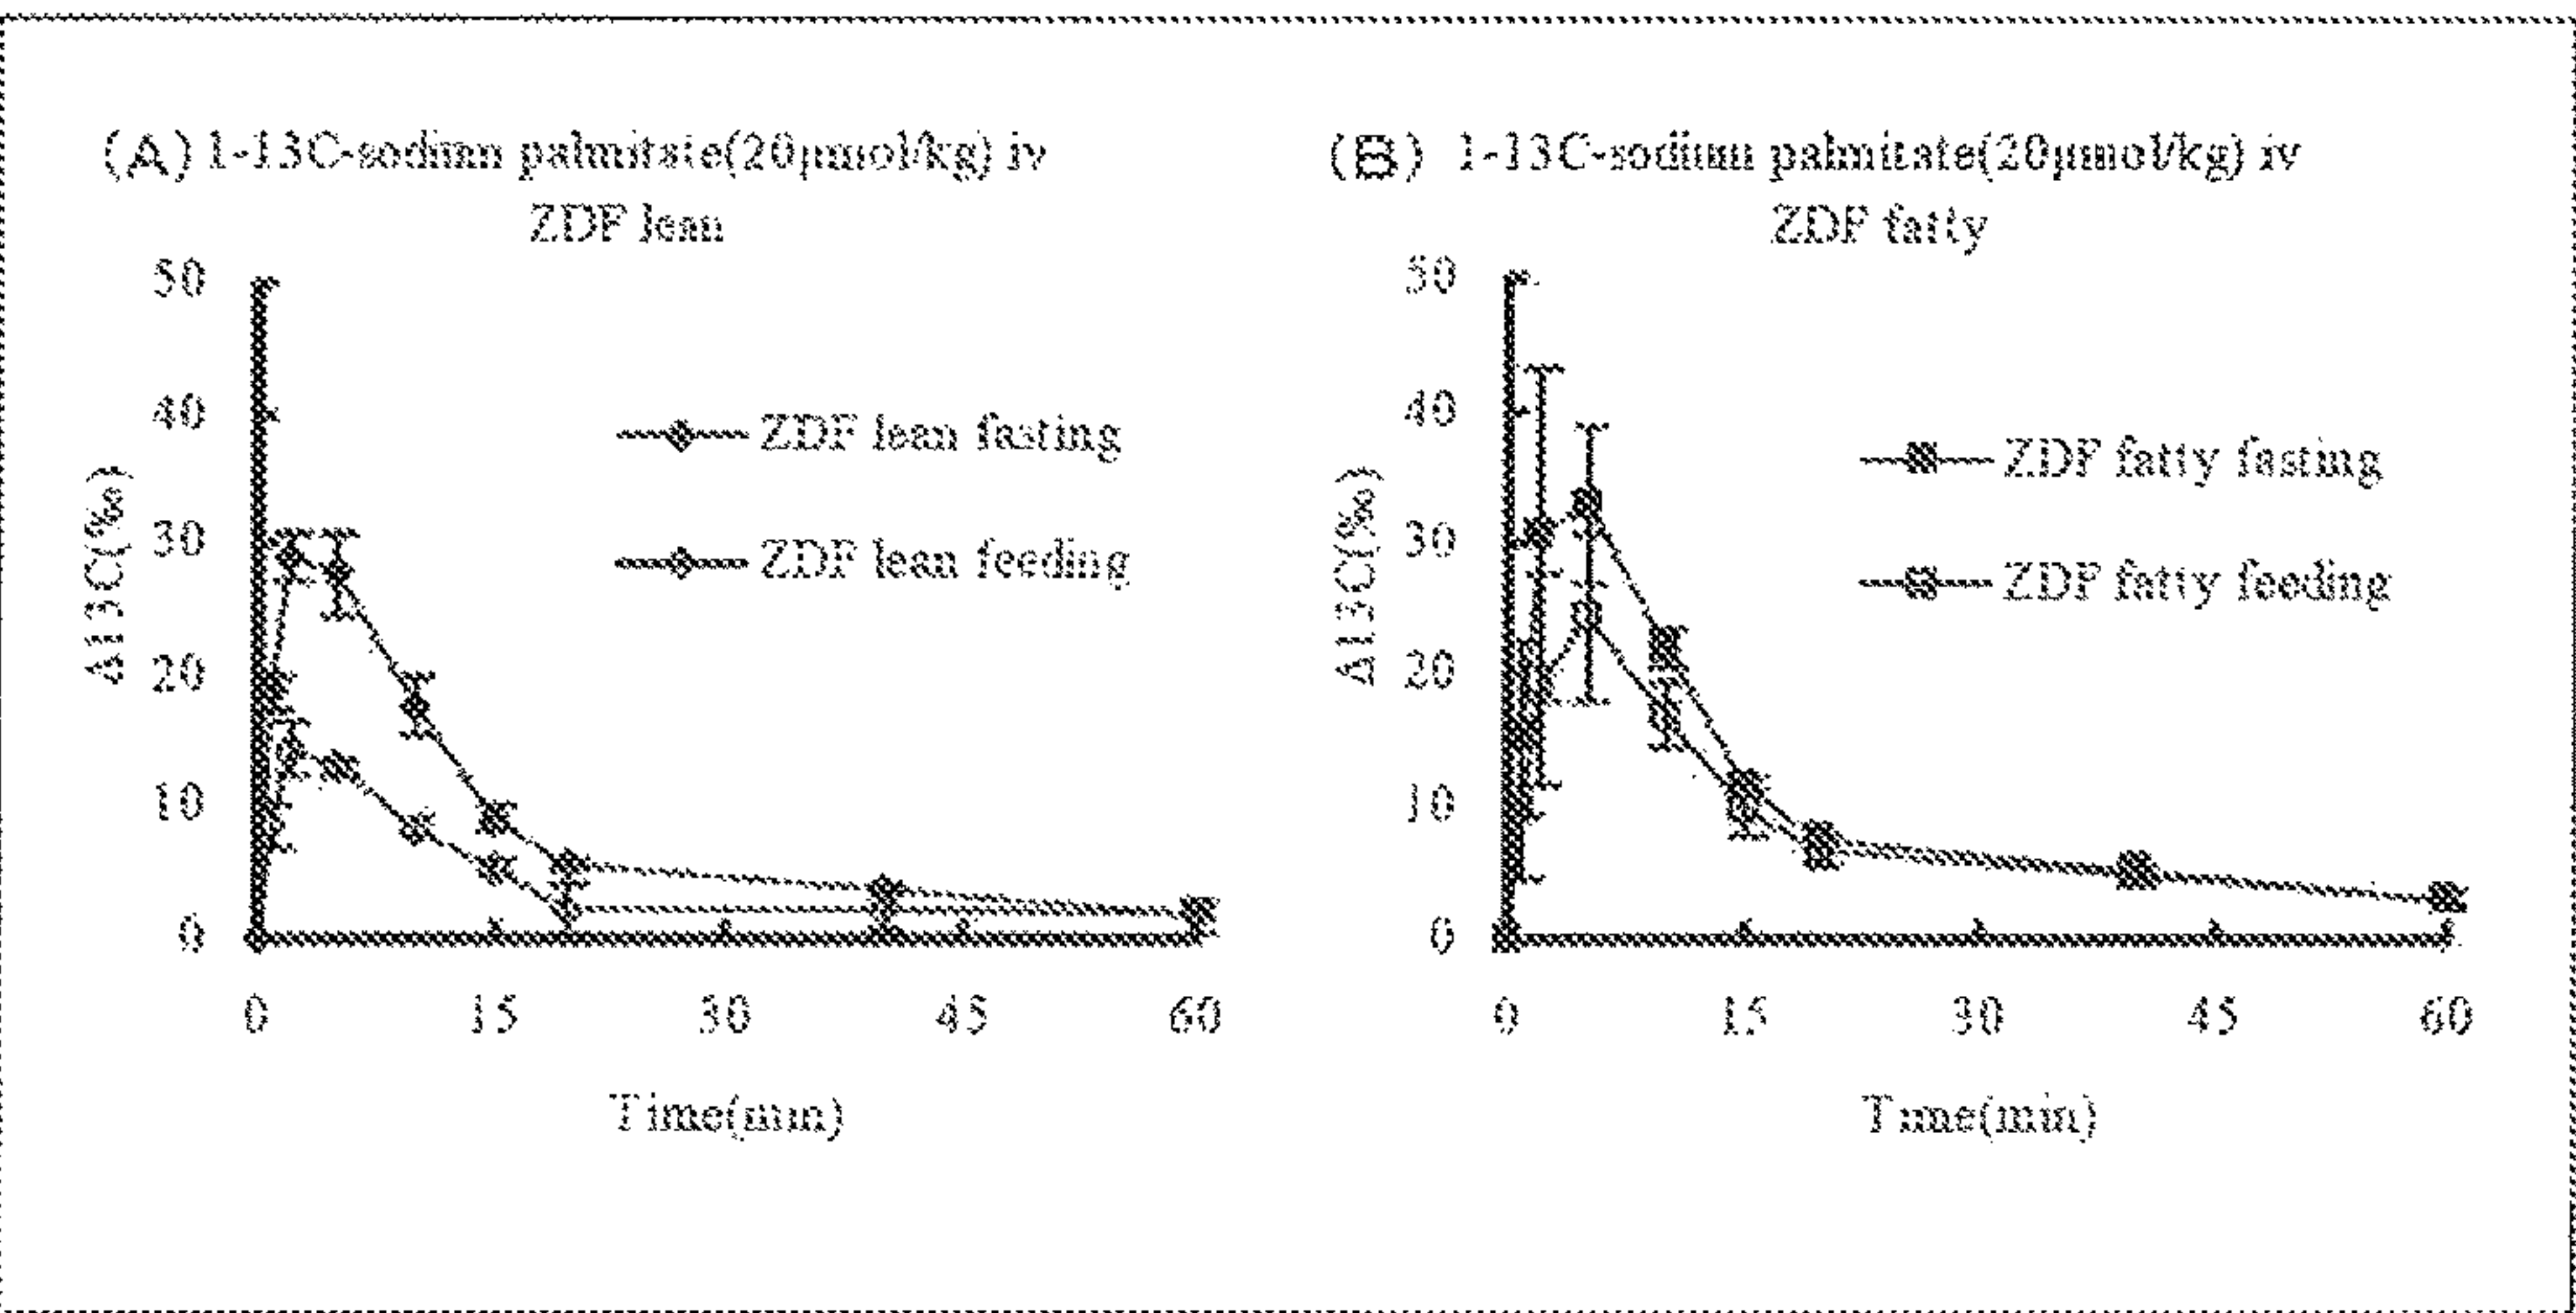 (A) 1-13C-sodium palmitate(20μmol/kg) iv
ZDF lean
50
40
30
20
10
0
Δ13C(‰)
ZDF lean fasting
ZDF lean feeding
0 15 30 45 60
Time(min)
(B) 1-13C-sodium palmitate(20μmol/kg) iv
ZDF fatty
50
40
30
20
10
0
Δ13C(‰)
ZDF fatty fasting
ZDF fatty feeding
0 15 30 45 60
Time(min)